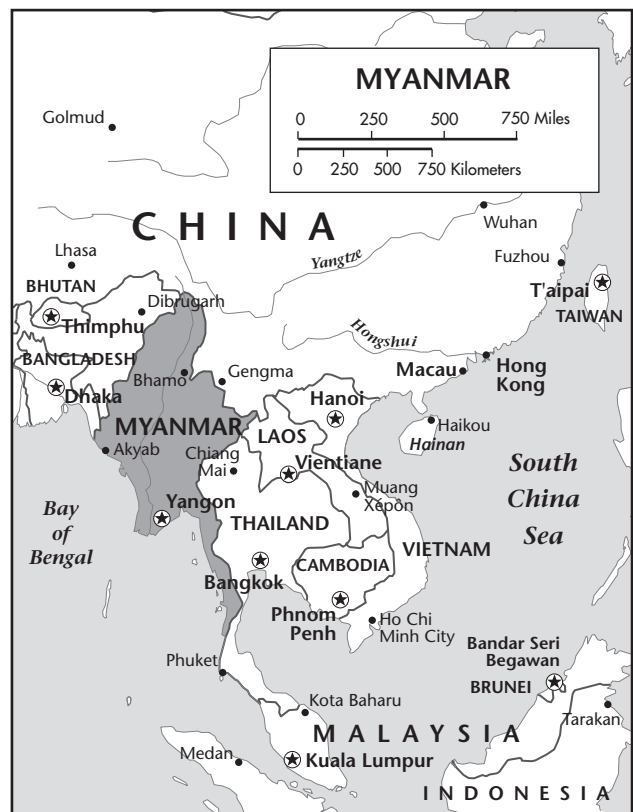 MYANMAR
0 250 500 750 Miles
0 250 500 750 Kilometers
Golmud
CHINA
Wuhan
Lhasa
Yangtze
Fuzhou
BHUTAN
T'aipai
Dibrugarh
Thimphu
TAIWAN
Hongshui
BANGLADESH
Macau
Hong
Kong
Bhamo
Gengma
Dhaka
Hanoi
MYANMAR
LAOS
Haikou
Hainan
Akyab
Chiang
Mai
Vientiane
South
China
Sea
Muang
Xépôn
Yangon
Bay
of
Bengal
THAILAND
VIETNAM
CAMBODIA
Bangkok
Phnom
Penh
Ho Chi
Minh City
Bandar Seri
Begawan
Phuket
BRUNEI
Kota Baharu
Tarakan
MALAYSIA
Medan
Kuala Lumpur
INDONESIA